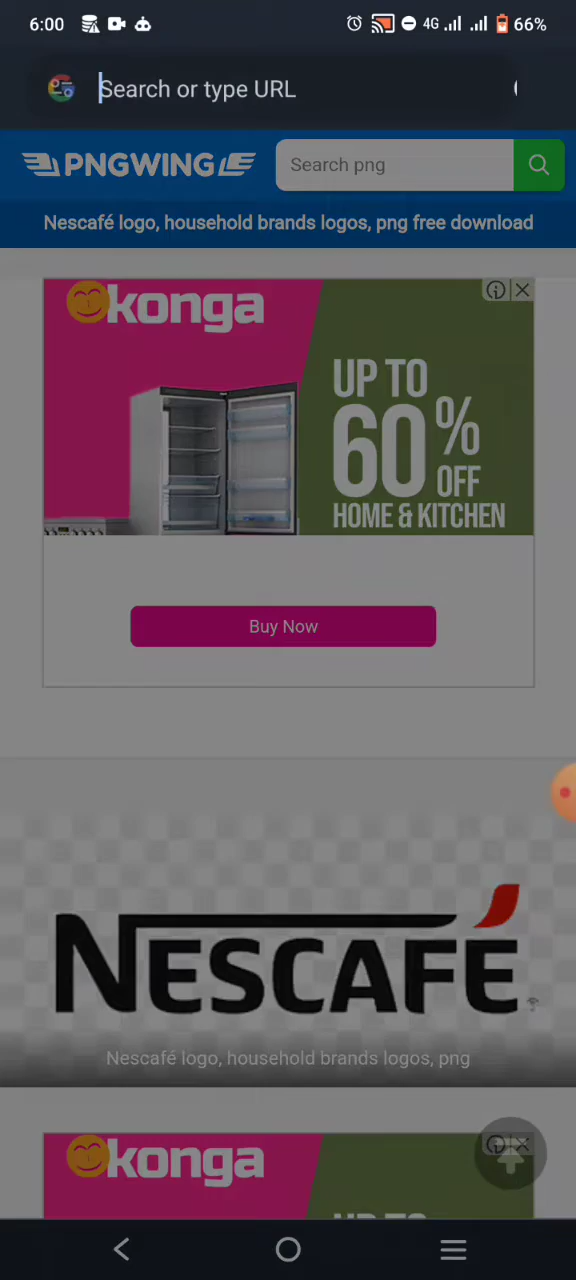 6:00 4G 66%
Search or type URL
PNGWING Search png
Nescafé logo, household brands logos, png free download
konga
UP TO
60%
OFF
HOME & KITCHEN
Buy Now
NESCAFÉ
Nescafé logo, household brands logos, png
konga